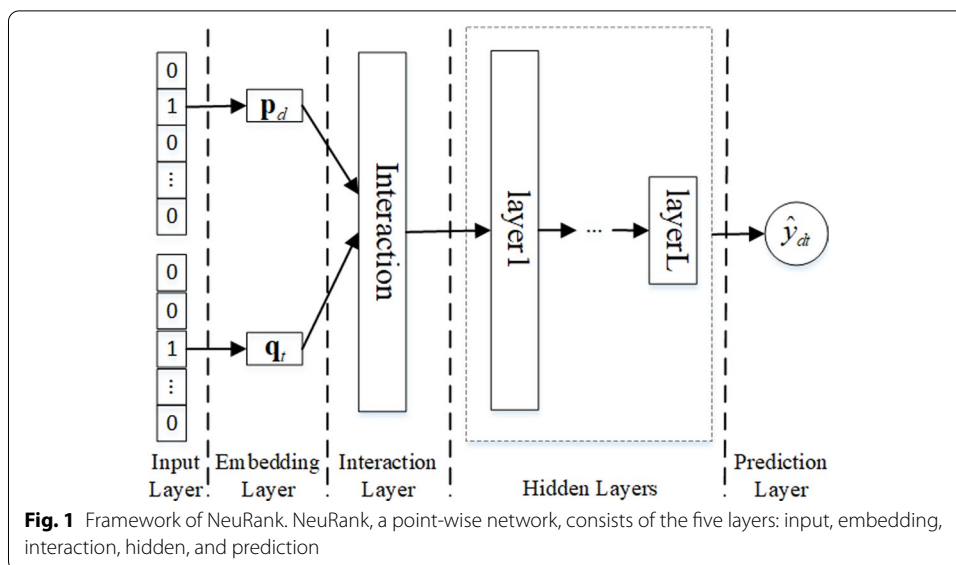 0
1
0
⋮
0
p_d
0
0
1
⋮
0
q_t
Interaction
layer1
...
layerL
ŷ_dt
Input
Layer
Embedding
Layer
Interaction
Layer
Hidden Layers
Prediction
Layer
Fig. 1 Framework of NeuRank. NeuRank, a point-wise network, consists of the five layers: input, embedding,
interaction, hidden, and prediction